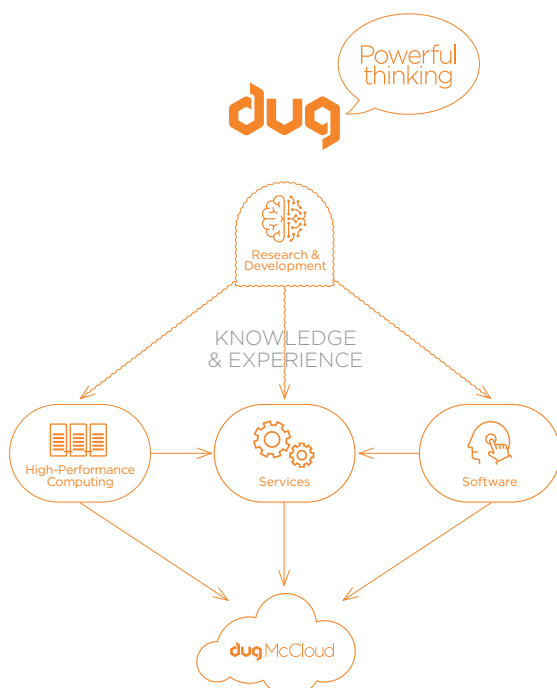 Powerful
thinking
dug
Research &
Development
KNOWLEDGE
& EXPERIENCE
High-Performance
Computing
Services
Software
dug McCloud